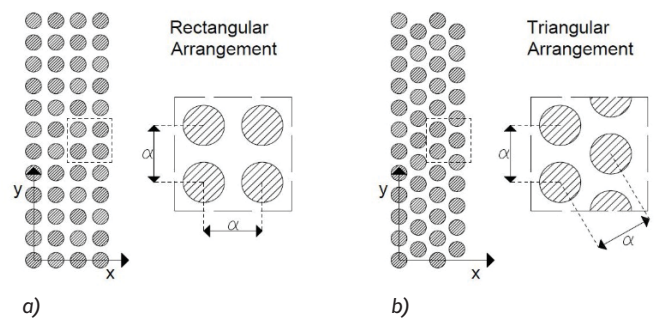 Rectangular
Arrangement
α
α
y
x
a)
Triangular
Arrangement
α
α
y
x
b)